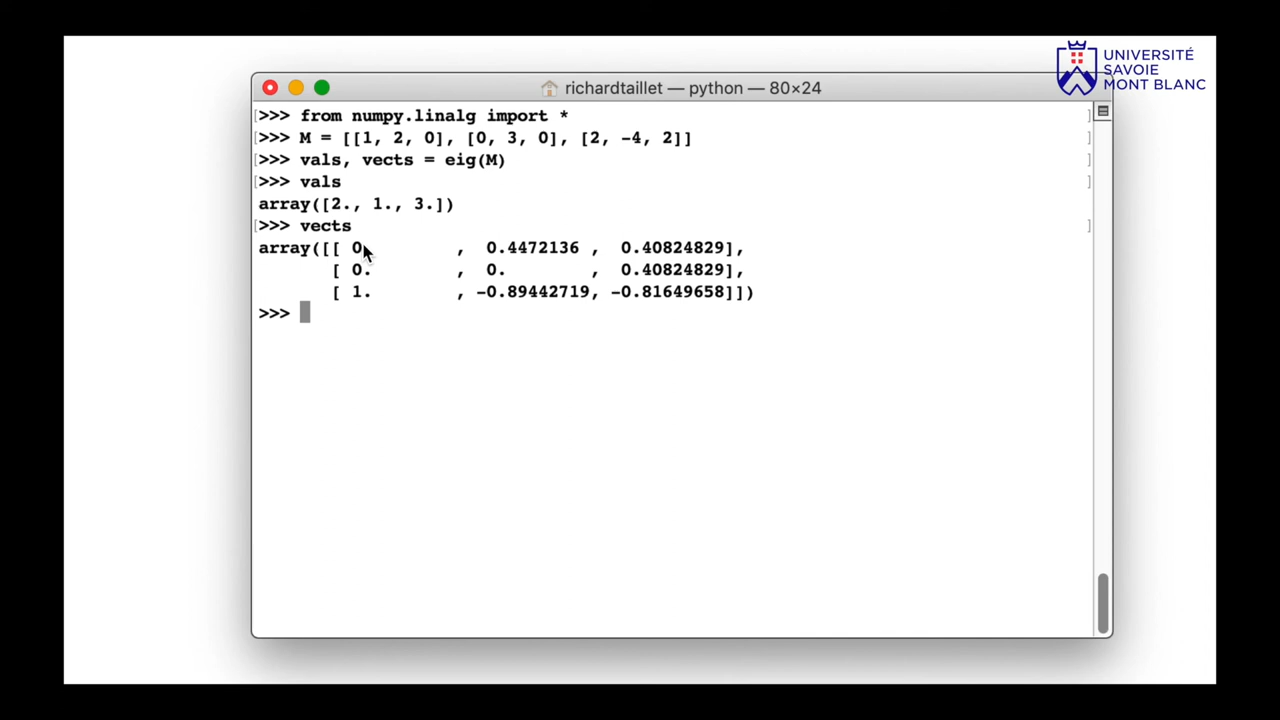 UNIVERSITÉ
SAVOIE
MONT BLANC
richardtaillet — python — 80×24
[>>> from numpy.linalg import * ]
[>>> M = [[1, 2, 0], [0, 3, 0], [2, -4, 2]] ]
[>>> vals, vects = eig(M) ]
[>>> vals ]
array([2., 1., 3.])
[>>> vects ]
array([[ 0. , 0.4472136 , 0.40824829],
[ 0. , 0. , 0.40824829],
[ 1. , -0.89442719, -0.81649658]])
>>>